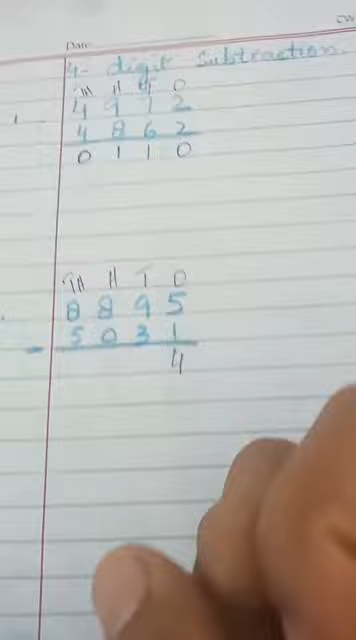 Date
4- digit subtraction
TH H T O
4 9 7 2
4 8 6 2
0 1 1 0
TH H T O
8 8 9 5
- 5 0 3 1
4